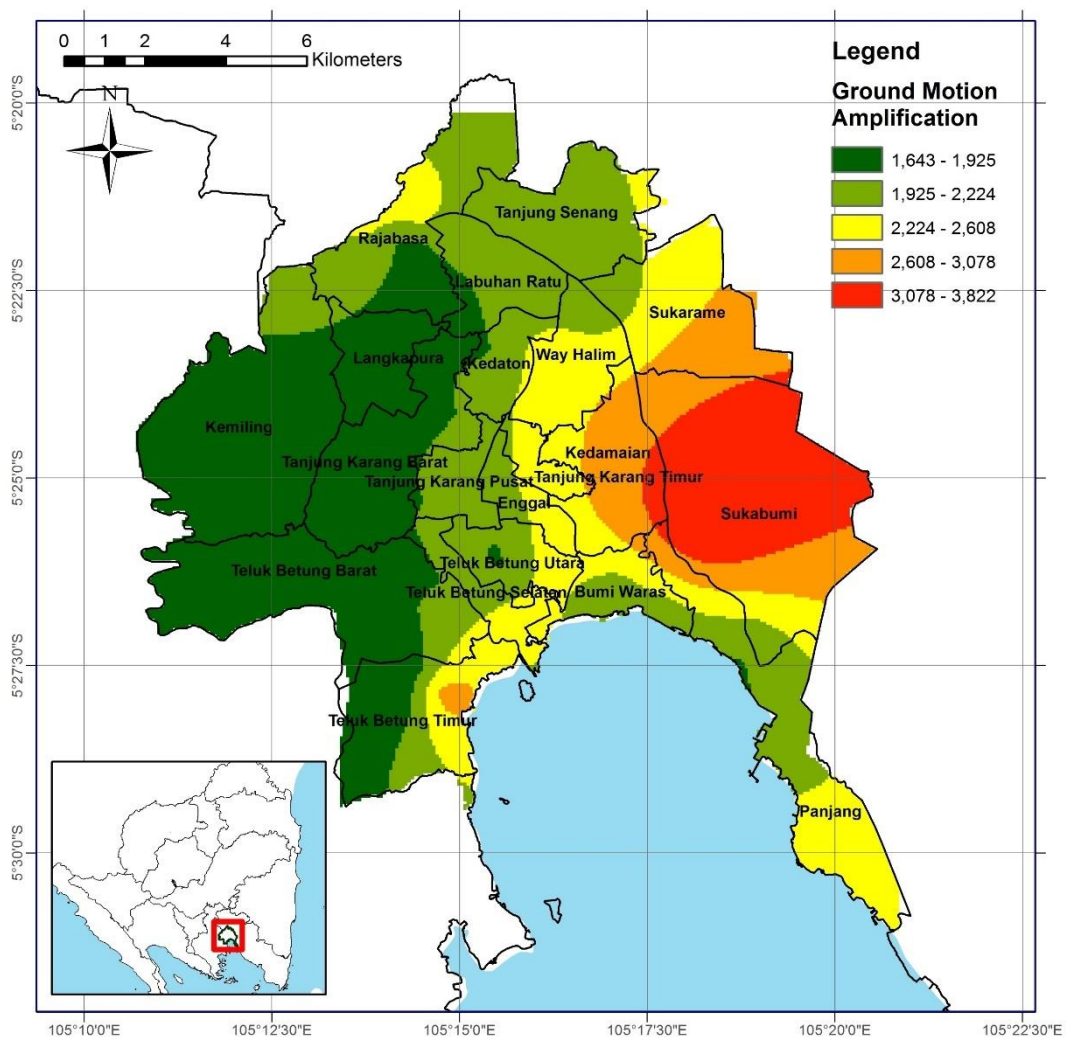 0 1 2 4 6
Kilometers
N
Legend
Ground Motion
Amplification
1,643 - 1,925
1,925 - 2,224
2,224 - 2,608
2,608 - 3,078
3,078 - 3,822
5°20'0"S
5°22'30"S
5°25'0"S
5°27'30"S
5°30'0"S
Tanjung Senang
Rajabasa
Labuhan Ratu
Sukarame
Way Halim
Langkapura
Kedaton
Kemiling
Kedamaian
Tanjung Karang Barat
Tanjung Karang Pusat
Tanjung Karang Timur
Enggal
Sukabumi
Teluk Betung Utara
Teluk Betung Barat
Teluk Betung Selatan
Bumi Waras
Teluk Betung Timur
Panjang
105°10'0"E
105°12'30"E
105°15'0"E
105°17'30"E
105°20'0"E
105°22'30"E